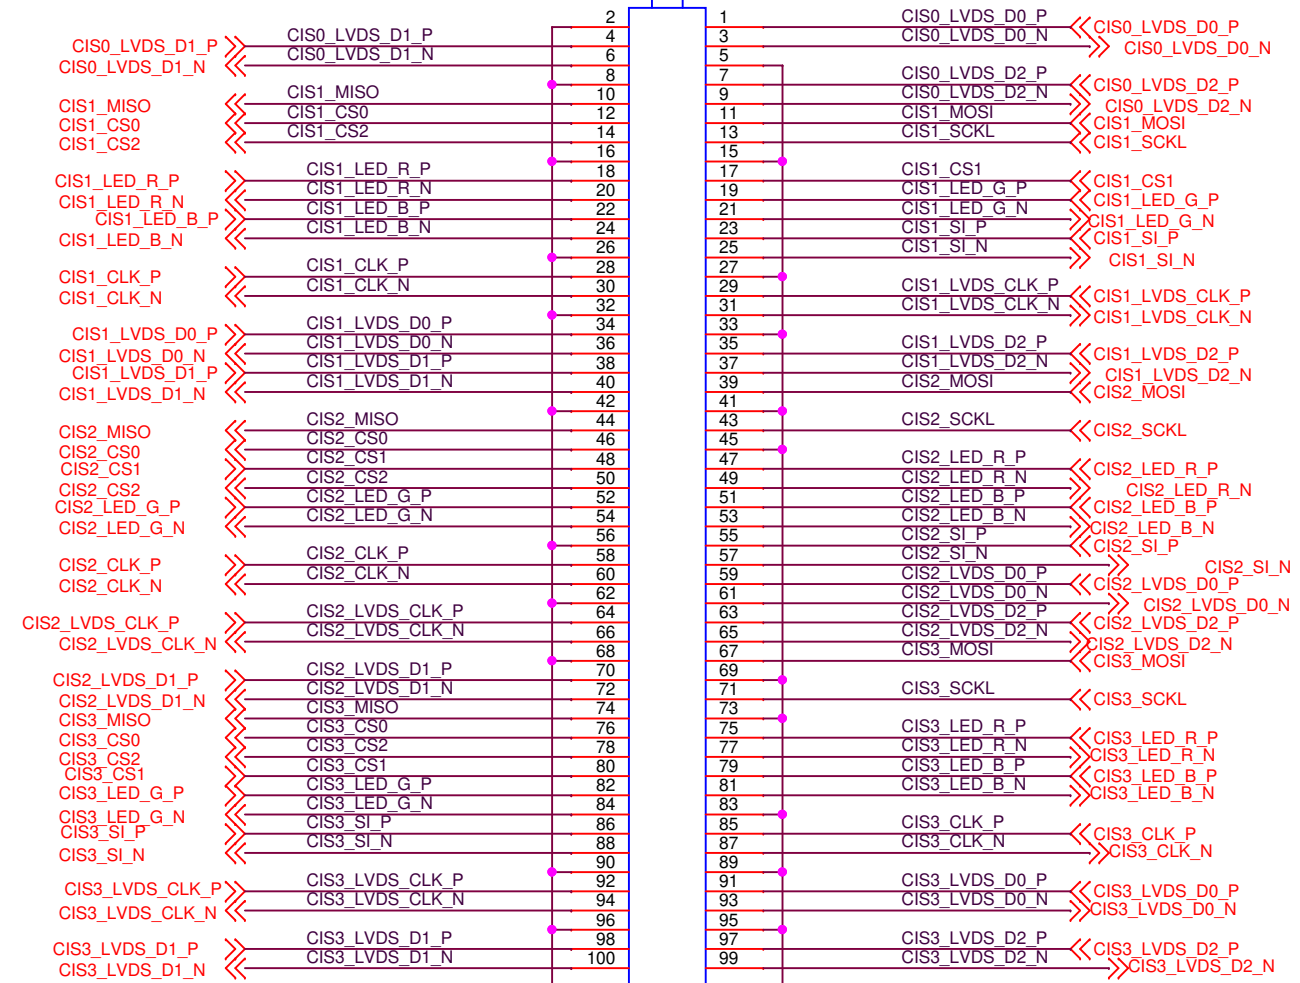 2 1 CIS0_LVDS_D0_P CIS0_LVDS_D0_P
CIS0_LVDS_D1_P CIS0_LVDS_D1_P 4 3 CIS0_LVDS_D0_N CIS0_LVDS_D0_N
CIS0_LVDS_D1_N CIS0_LVDS_D1_N 6 5
8 7 CIS0_LVDS_D2_P CIS0_LVDS_D2_P
CIS1_MISO CIS1_MISO 10 9 CIS0_LVDS_D2_N CIS0_LVDS_D2_N
CIS1_CS0 CIS1_CS0 12 11 CIS1_MOSI CIS1_MOSI
CIS1_CS2 CIS1_CS2 14 13 CIS1_SCKL CIS1_SCKL
16 15
CIS1_LED_R_P CIS1_LED_R_P 18 17 CIS1_CS1 CIS1_CS1
CIS1_LED_R_N CIS1_LED_R_N 20 19 CIS1_LED_G_P CIS1_LED_G_P
CIS1_LED_B_P CIS1_LED_B_P 22 21 CIS1_LED_G_N CIS1_LED_G_N
CIS1_LED_B_N CIS1_LED_B_N 24 23 CIS1_SI_P CIS1_SI_P
26 25 CIS1_SI_N CIS1_SI_N
CIS1_CLK_P CIS1_CLK_P 28 27
CIS1_CLK_N CIS1_CLK_N 30 29 CIS1_LVDS_CLK_P CIS1_LVDS_CLK_P
32 31 CIS1_LVDS_CLK_N CIS1_LVDS_CLK_N
CIS1_LVDS_D0_P CIS1_LVDS_D0_P 34 33
CIS1_LVDS_D0_N CIS1_LVDS_D0_N 36 35 CIS1_LVDS_D2_P CIS1_LVDS_D2_P
CIS1_LVDS_D1_P CIS1_LVDS_D1_P 38 37 CIS1_LVDS_D2_N CIS1_LVDS_D2_N
CIS1_LVDS_D1_N CIS1_LVDS_D1_N 40 39 CIS2_MOSI CIS2_MOSI
42 41
CIS2_MISO CIS2_MISO 44 43 CIS2_SCKL CIS2_SCKL
CIS2_CS0 CIS2_CS0 46 45
CIS2_CS1 CIS2_CS1 48 47 CIS2_LED_R_P CIS2_LED_R_P
CIS2_CS2 CIS2_CS2 50 49 CIS2_LED_R_N CIS2_LED_R_N
CIS2_LED_G_P CIS2_LED_G_P 52 51 CIS2_LED_B_P CIS2_LED_B_P
CIS2_LED_G_N CIS2_LED_G_N 54 53 CIS2_LED_B_N CIS2_LED_B_N
56 55 CIS2_SI_P CIS2_SI_P
CIS2_CLK_P CIS2_CLK_P 58 57 CIS2_SI_N CIS2_SI_N
CIS2_CLK_N CIS2_CLK_N 60 59 CIS2_LVDS_D0_P CIS2_LVDS_D0_P
62 61 CIS2_LVDS_D0_N CIS2_LVDS_D0_N
CIS2_LVDS_CLK_P CIS2_LVDS_CLK_P 64 63 CIS2_LVDS_D2_P CIS2_LVDS_D2_P
CIS2_LVDS_CLK_N CIS2_LVDS_CLK_N 66 65 CIS2_LVDS_D2_N CIS2_LVDS_D2_N
68 67 CIS3_MOSI CIS3_MOSI
CIS2_LVDS_D1_P CIS2_LVDS_D1_P 70 69
CIS2_LVDS_D1_N CIS2_LVDS_D1_N 72 71 CIS3_SCKL CIS3_SCKL
CIS3_MISO CIS3_MISO 74 73
CIS3_CS0 CIS3_CS0 76 75 CIS3_LED_R_P CIS3_LED_R_P
CIS3_CS2 CIS3_CS2 78 77 CIS3_LED_R_N CIS3_LED_R_N
CIS3_CS1 CIS3_CS1 80 79 CIS3_LED_B_P CIS3_LED_B_P
CIS3_LED_G_P CIS3_LED_G_P 82 81 CIS3_LED_B_N CIS3_LED_B_N
CIS3_LED_G_N CIS3_LED_G_N 84 83
CIS3_SI_P CIS3_SI_P 86 85 CIS3_CLK_P CIS3_CLK_P
CIS3_SI_N CIS3_SI_N 88 87 CIS3_CLK_N CIS3_CLK_N
90 89
CIS3_LVDS_CLK_P CIS3_LVDS_CLK_P 92 91 CIS3_LVDS_D0_P CIS3_LVDS_D0_P
CIS3_LVDS_CLK_N CIS3_LVDS_CLK_N 94 93 CIS3_LVDS_D0_N CIS3_LVDS_D0_N
96 95
CIS3_LVDS_D1_P CIS3_LVDS_D1_P 98 97 CIS3_LVDS_D2_P CIS3_LVDS_D2_P
CIS3_LVDS_D1_N CIS3_LVDS_D1_N 100 99 CIS3_LVDS_D2_N CIS3_LVDS_D2_N